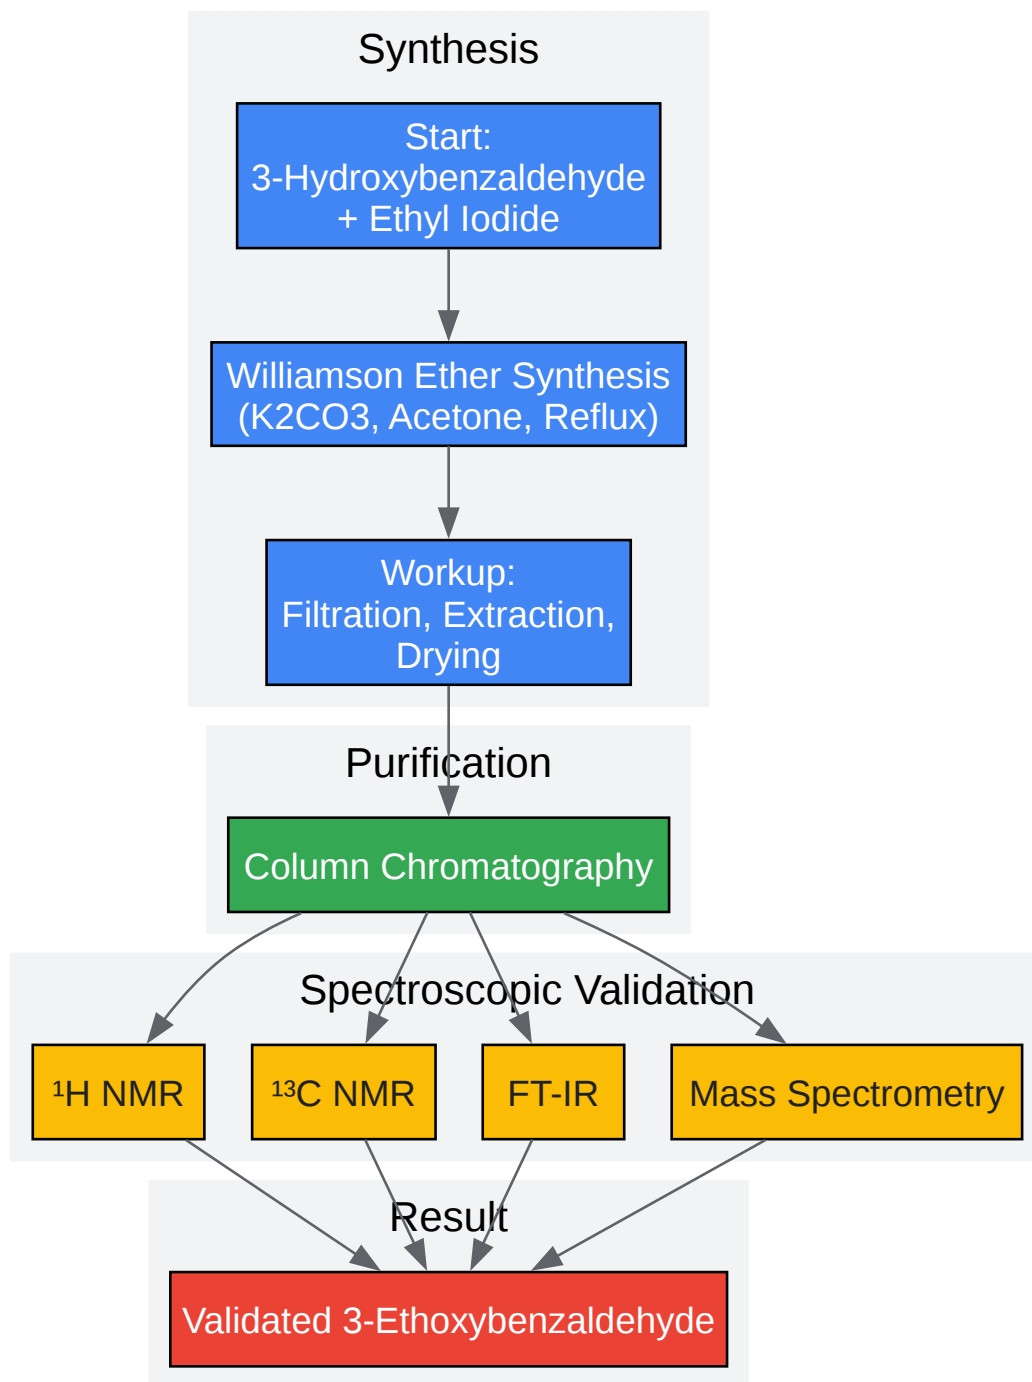 Synthesis
Start:
3-Hydroxybenzaldehyde
+ Ethyl Iodide
Williamson Ether Synthesis
(K2CO3, Acetone, Reflux)
Workup:
Filtration, Extraction,
Drying
Purification
Column Chromatography
Spectroscopic Validation
¹H NMR
¹³C NMR
FT-IR
Mass Spectrometry
Result
Validated 3-Ethoxybenzaldehyde